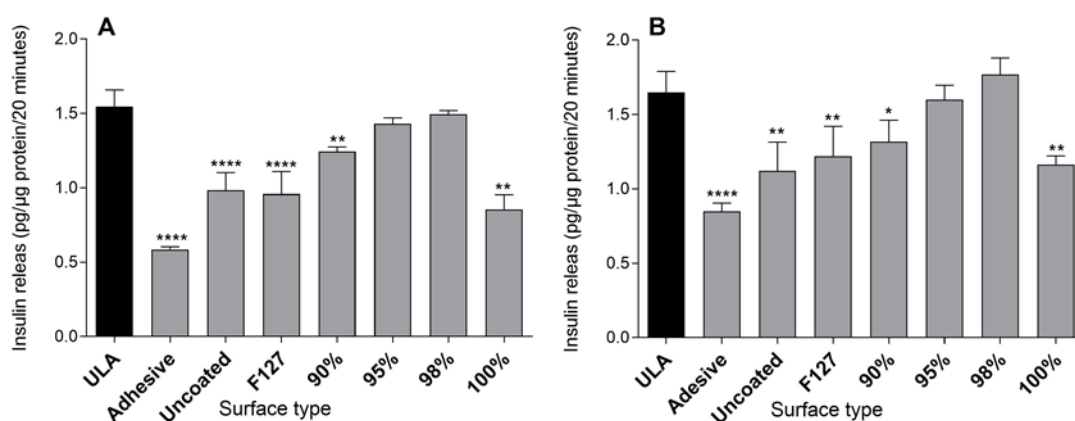 A
Insulin releas (pg/µg protein/20 minutes)
2.0
1.5
1.0
0.5
0.0
****
****
****
**
**
ULA
Adhesive
Uncoated
F127
90%
95%
98%
100%
Surface type
B
Insulin releas (pg/µg protein/20 minutes)
2.0
1.5
1.0
0.5
0.0
****
**
**
*
**
ULA
Adesive
Uncoated
F127
90%
95%
98%
100%
Surface type